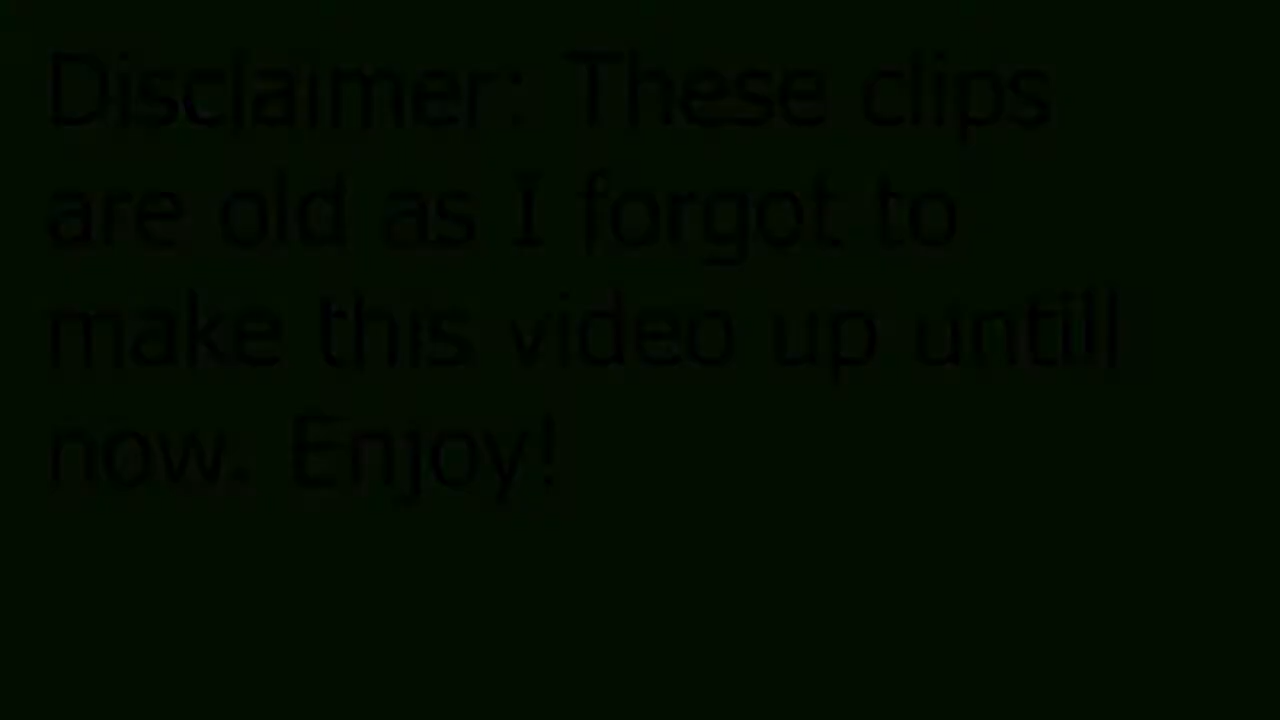 Disclaimer: These clips
are old as I forgot to
make this video up untill
now. Enjoy!